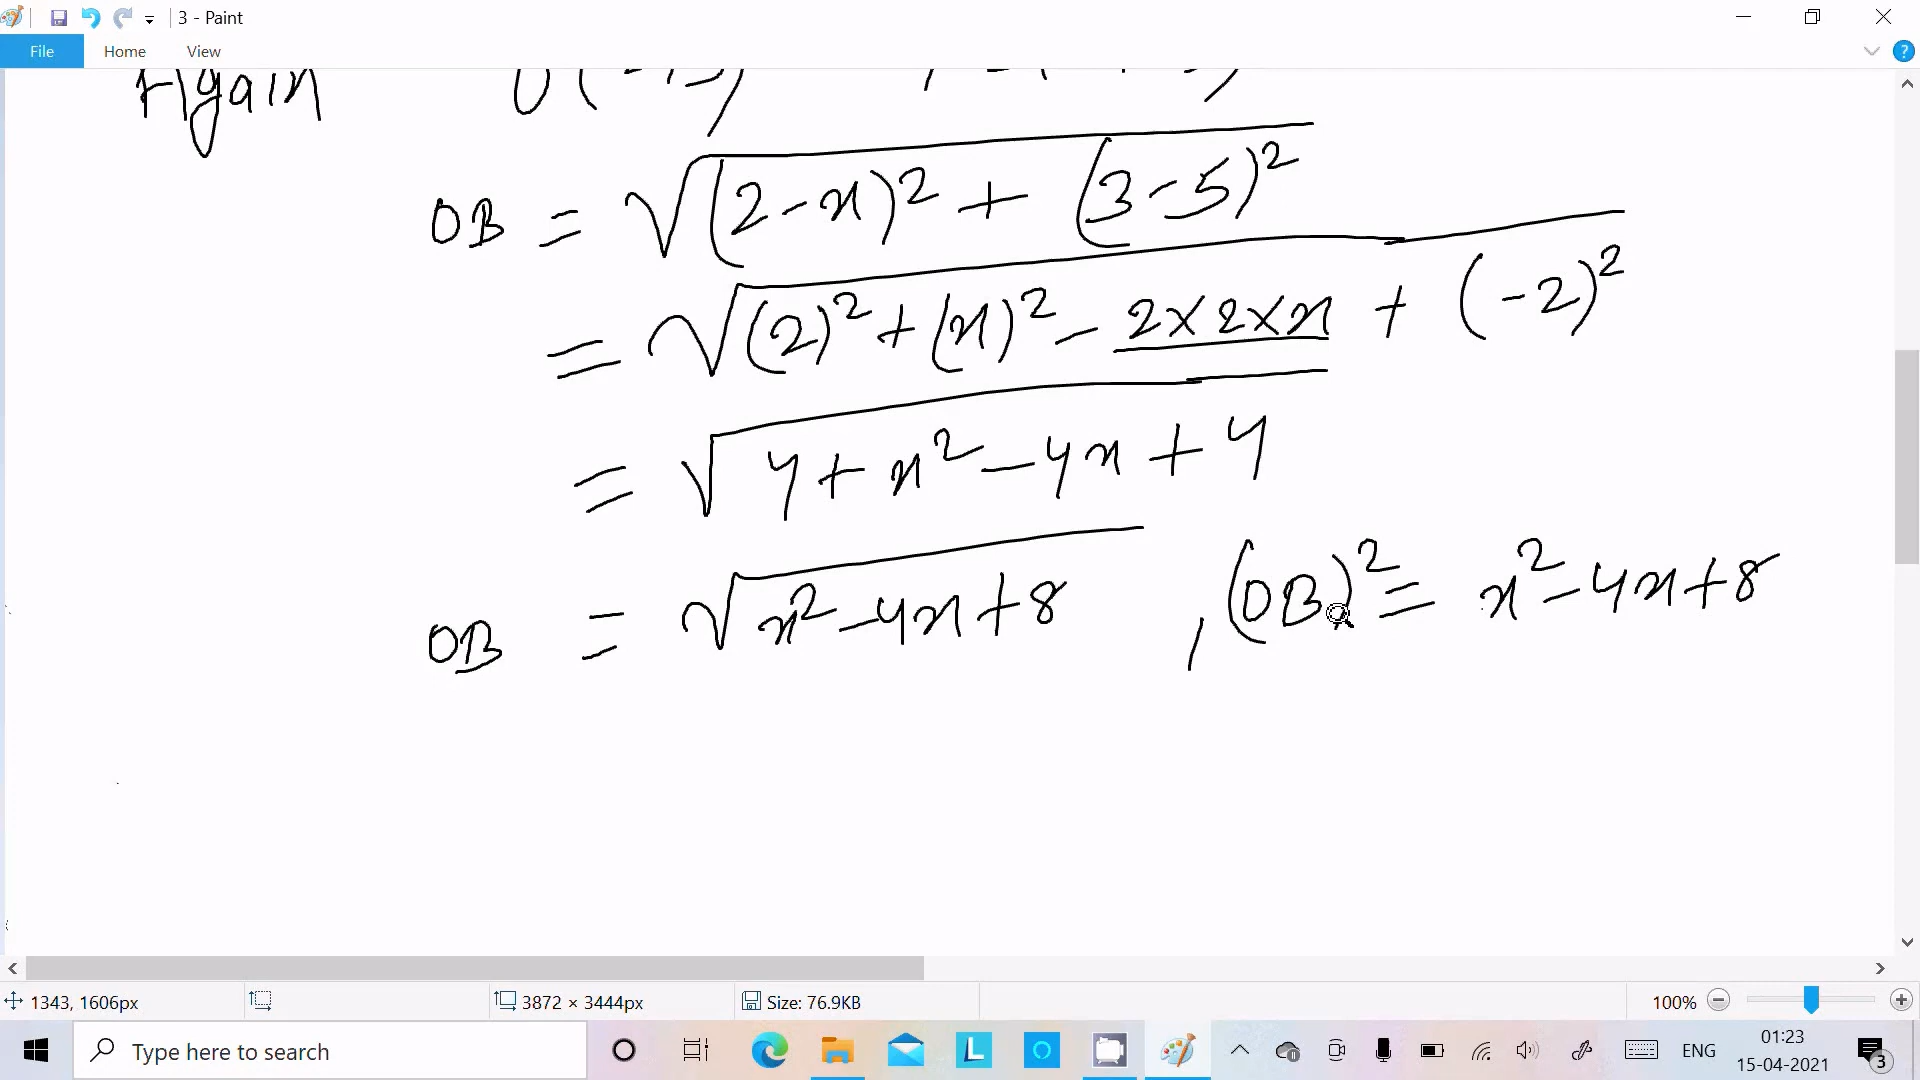 3 - Paint
File Home View
Again
OB = √(2-x)² + (3-5)²
= √(2)² + (x)² - 2×2×x + (-2)²
= √4 + x² - 4x + 4
OB = √x² - 4x + 8 , (OB)² = x² - 4x + 8
1343, 1606px 3872 × 3444px Size: 76.9KB 100%
Type here to search ENG 01:23
15-04-2021 3